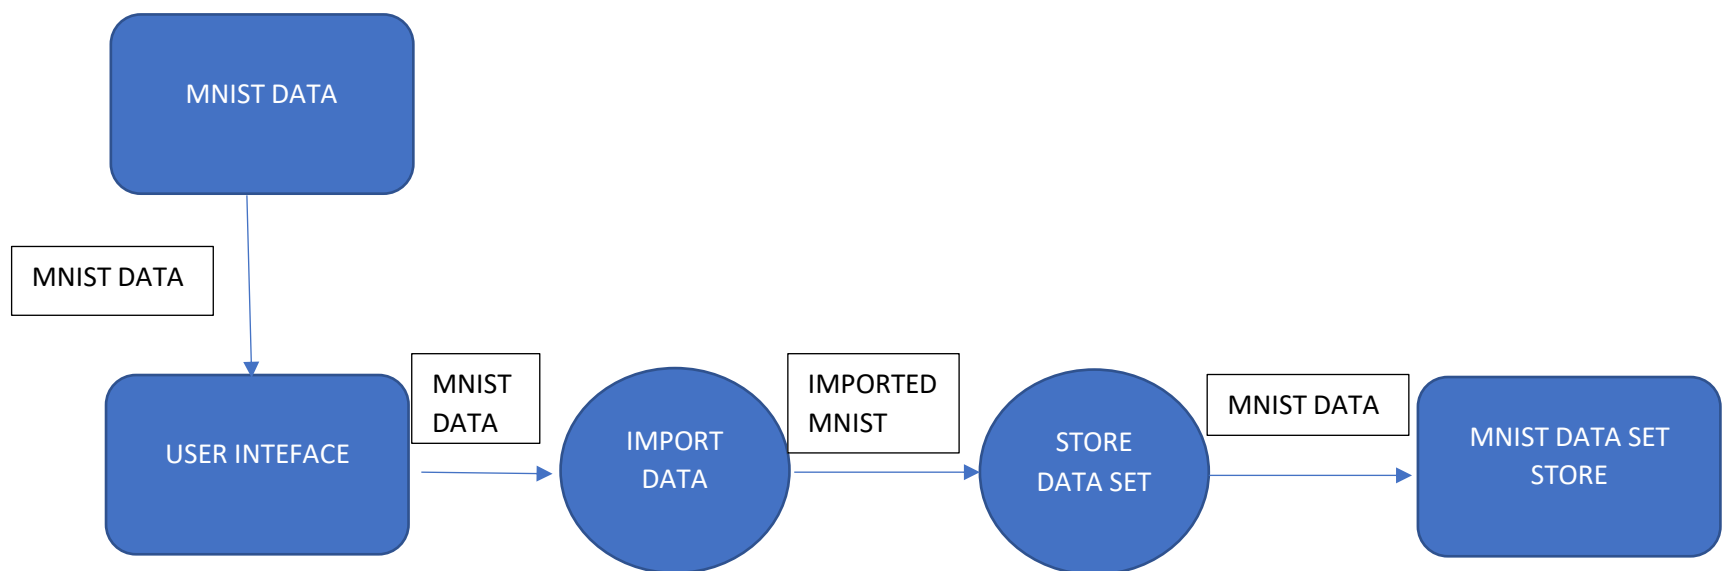 MNIST DATA
MNIST DATA
USER INTEFACE
MNIST
DATA
IMPORT
DATA
IMPORTED
MNIST
STORE
DATA SET
MNIST DATA
MNIST DATA SET
STORE